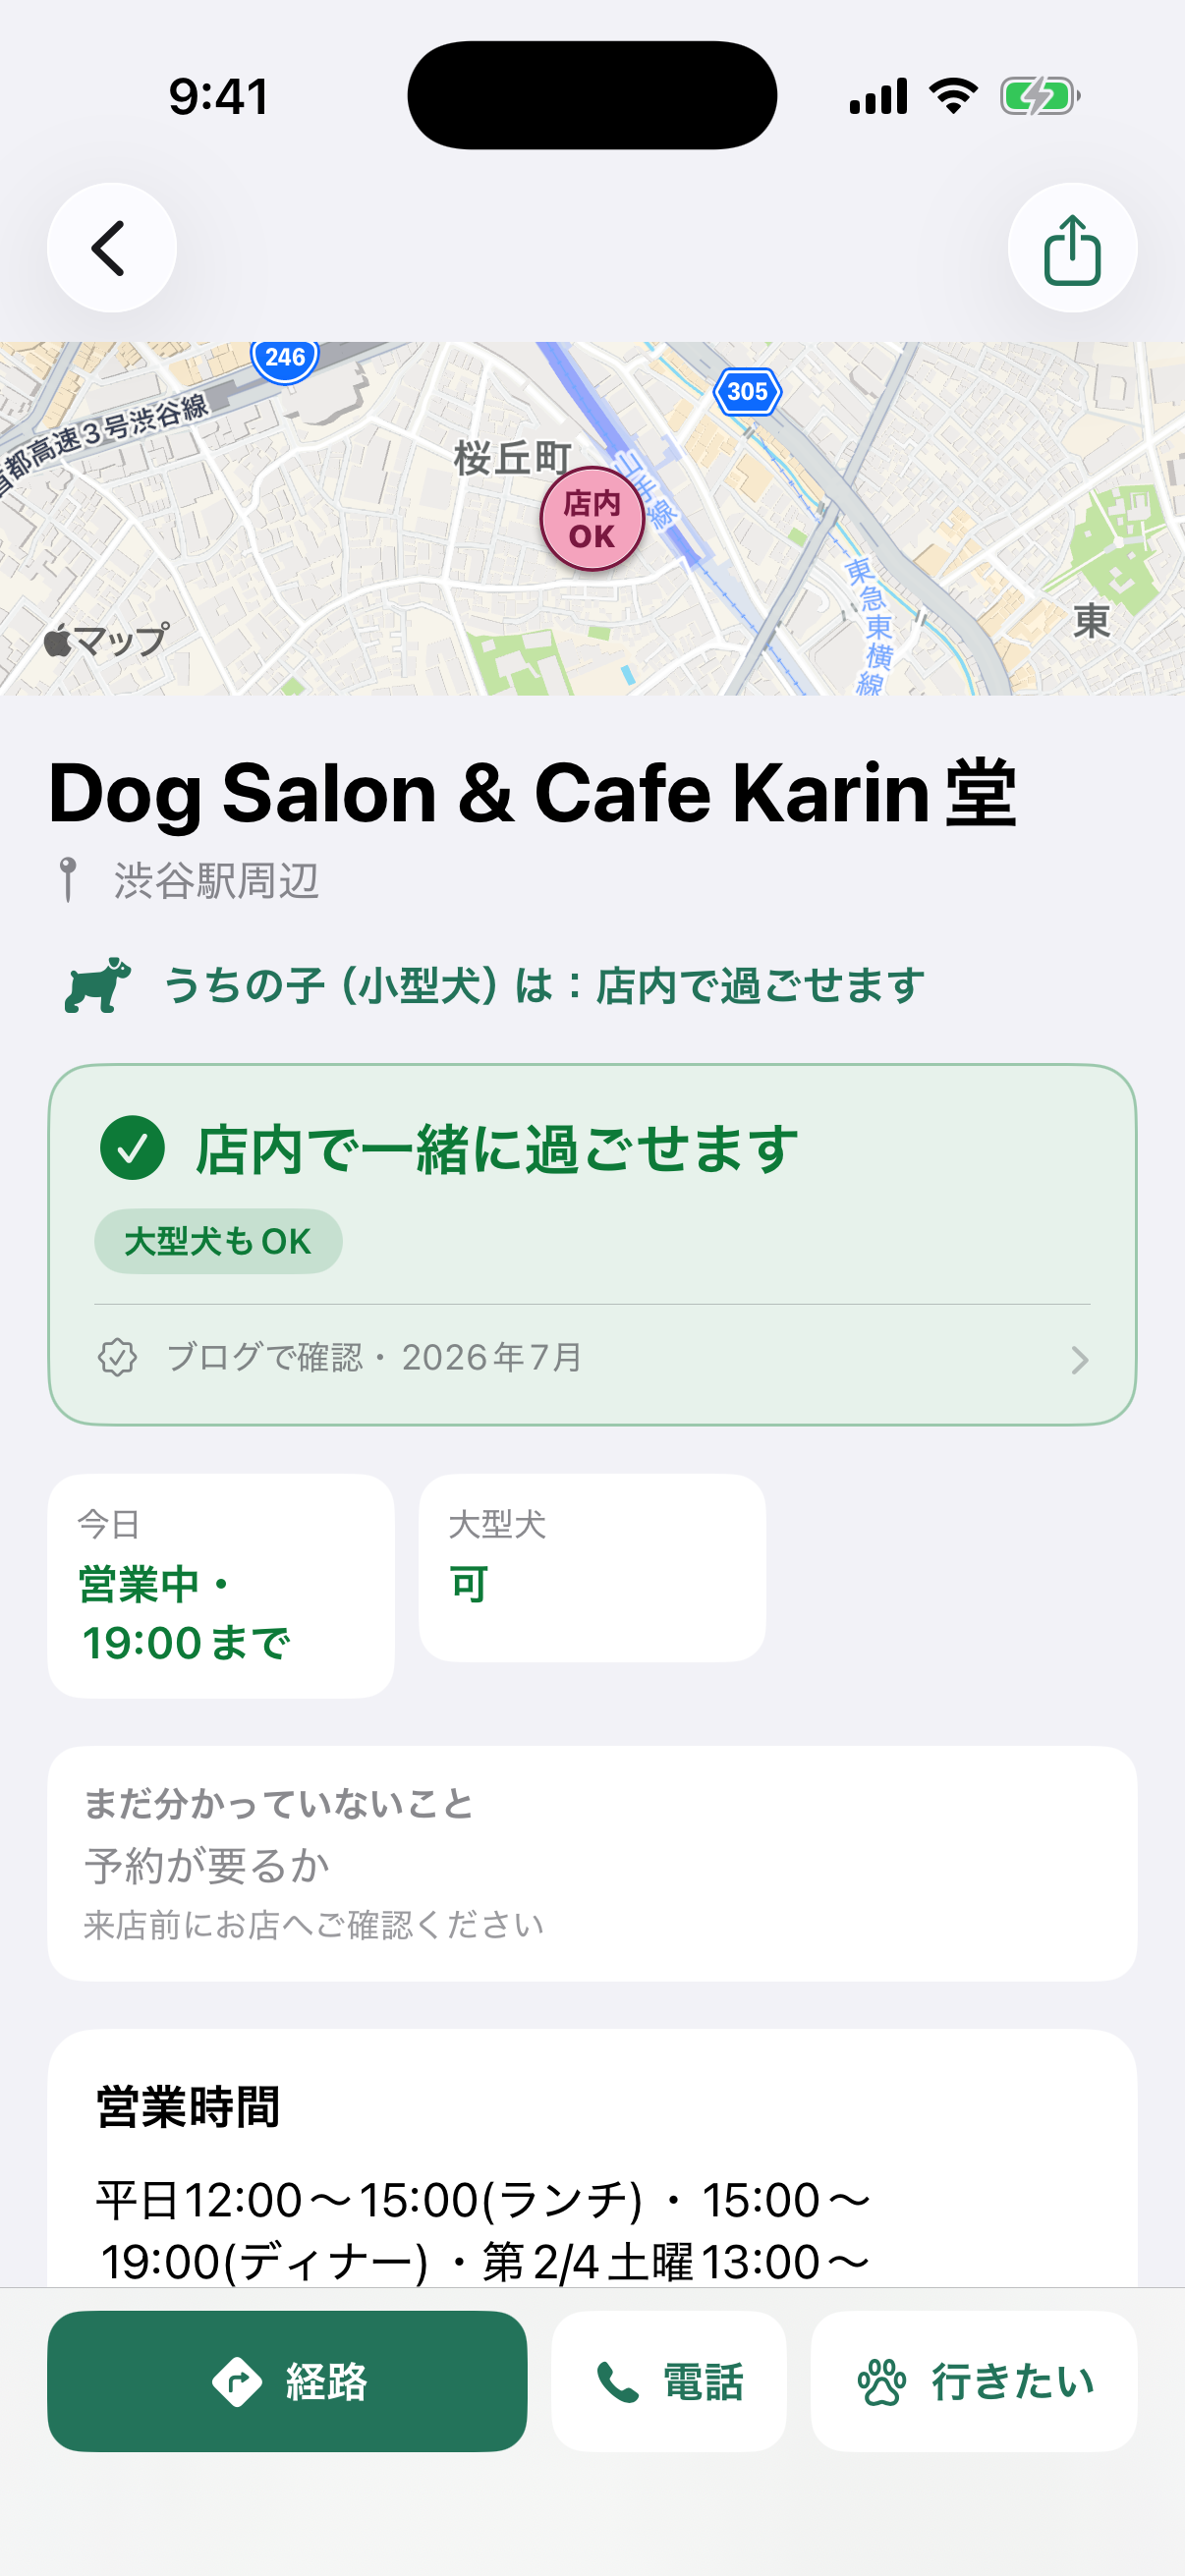 9:41
246
305
首都高速3号渋谷線
桜丘町
山手線
店内
OK
東急東横線
東
マップ
Dog Salon & Cafe Karin堂
渋谷駅周辺
うちの子（小型犬）は：店内で過ごせます
店内で一緒に過ごせます
大型犬もOK
ブログで確認・2026年7月
今日
営業中・
19:00まで
大型犬
可
まだ分かっていないこと
予約が要るか
来店前にお店へご確認ください
営業時間
平日12:00〜15:00(ランチ)・15:00〜
19:00(ディナー)・第2/4土曜13:00〜
経路
電話
行きたい